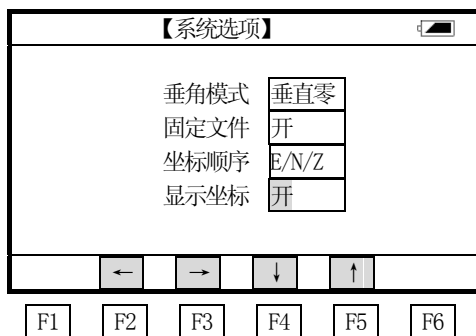 【系统选项】
垂角模式 垂直零
固定文件 开
坐标顺序 E/N/Z
显示坐标 开
← → ↓ ↑
F1 F2 F3 F4 F5 F6